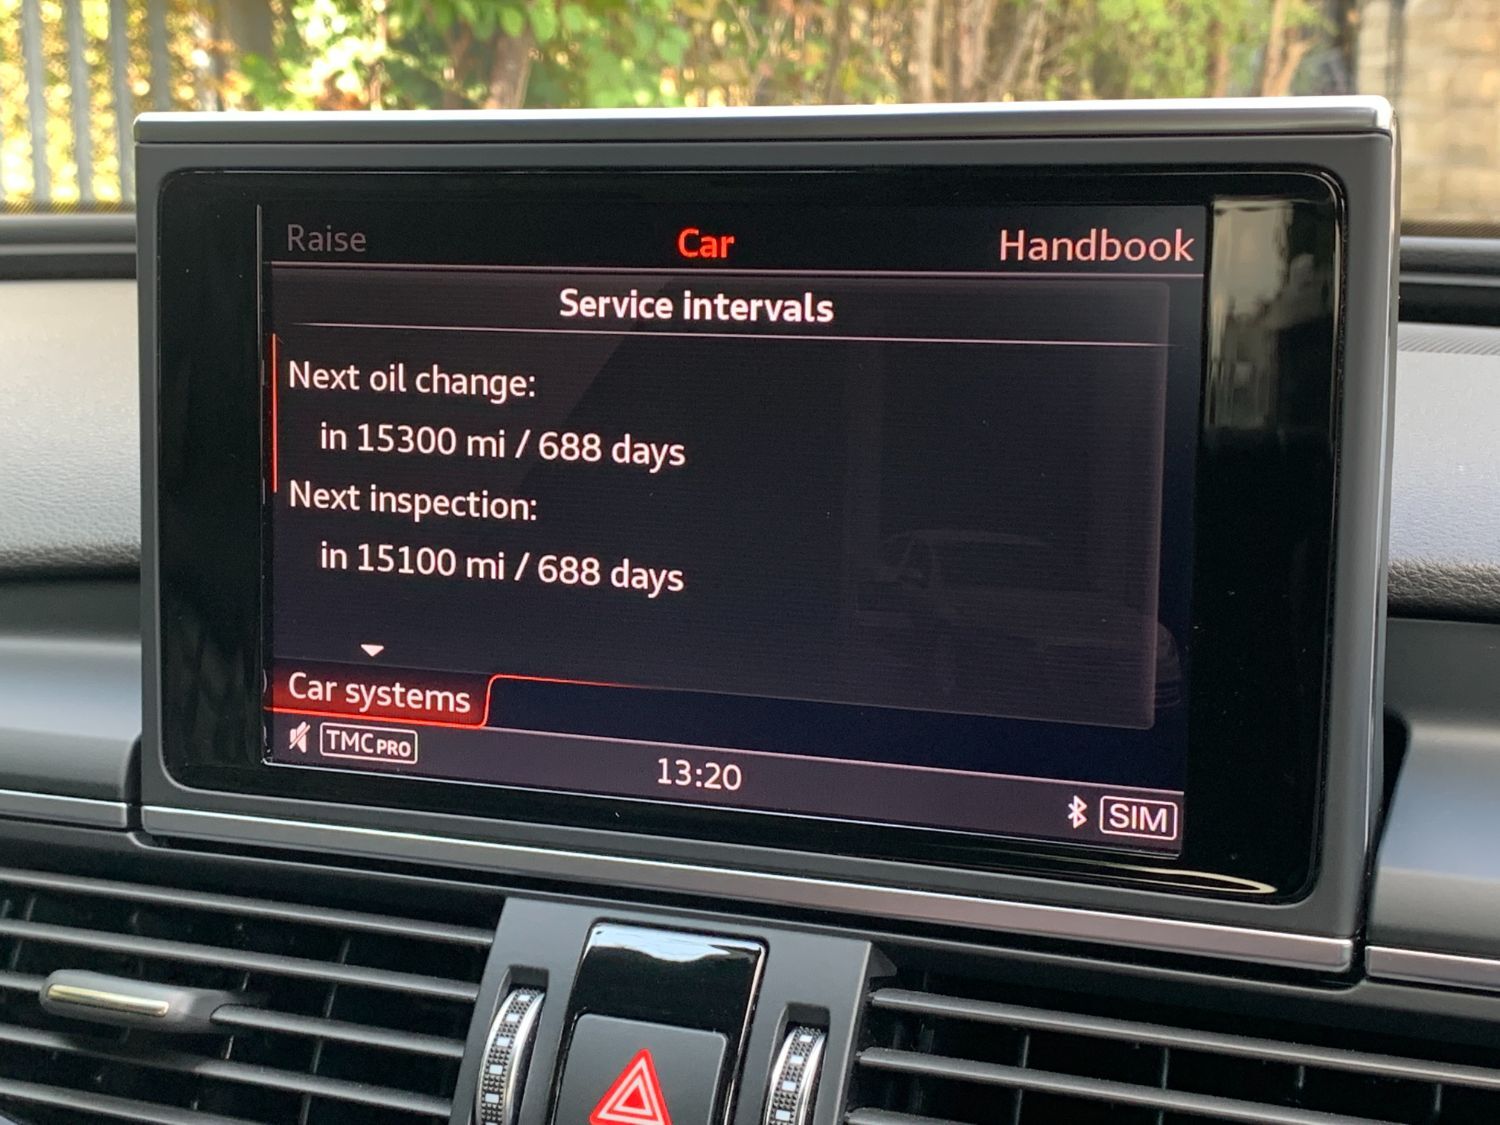 Raise Car Handbook
Service intervals
Next oil change:
in 15300 mi / 688 days
Next inspection:
in 15100 mi / 688 days
Car systems
TMC PRO
13:20
SIM